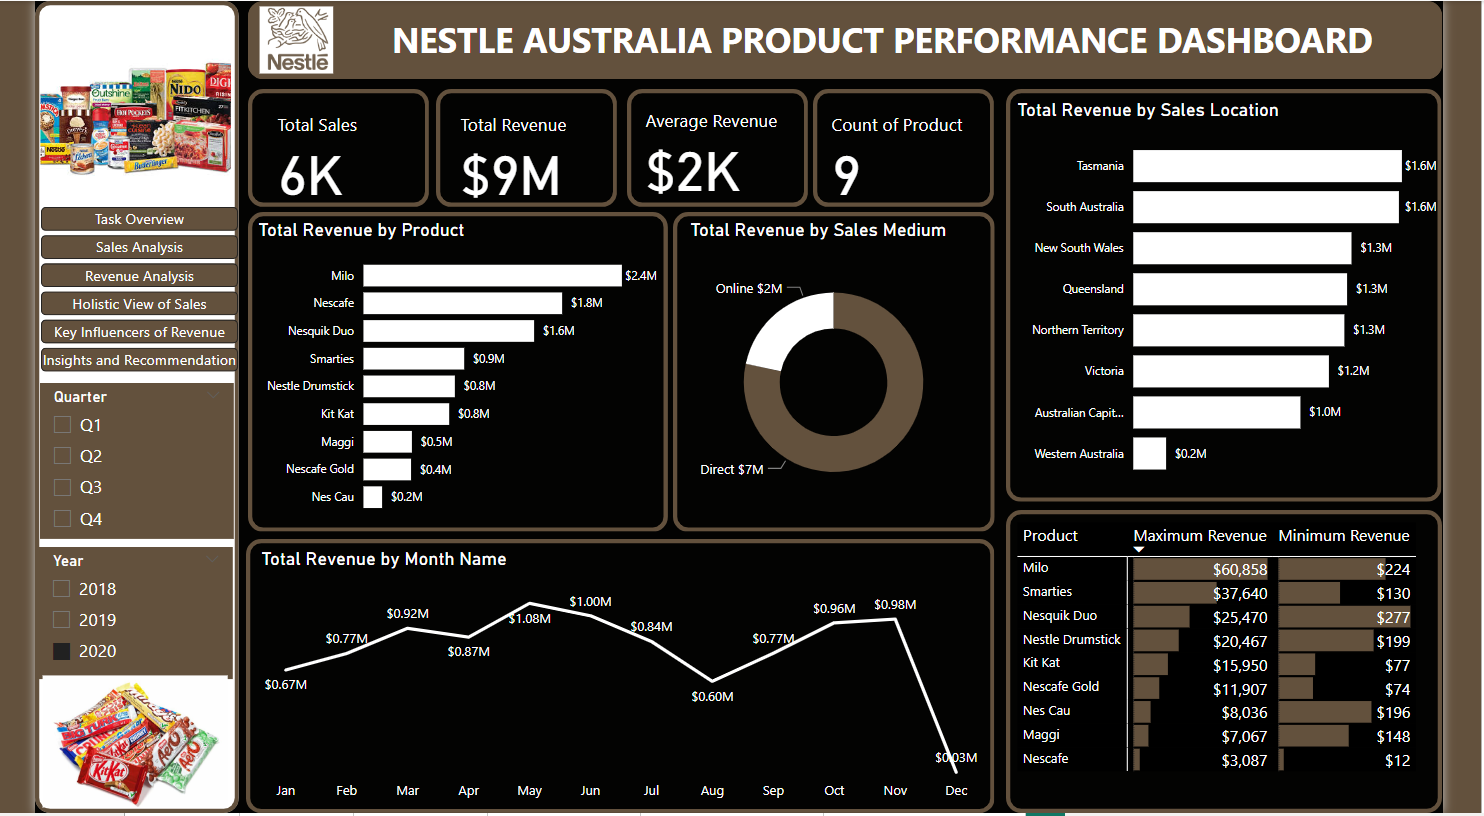 Nestlé
NESTLE AUSTRALIA PRODUCT PERFORMANCE DASHBOARD
Outshine
NIDO
HOT POCKETS
FITKITCHEN
Butterfinger
Task Overview
Sales Analysis
Revenue Analysis
Holistic View of Sales
Key Influencers of Revenue
Insights and Recommendation
Quarter
Q1
Q2
Q3
Q4
Year
2018
2019
2020
KitKat
Aero
Aero
Total Sales
6K
Total Revenue
$9M
Average Revenue
$2K
Count of Product
9
Total Revenue by Product
Milo $2.4M
Nescafe $1.8M
Nesquik Duo $1.6M
Smarties $0.9M
Nestle Drumstick $0.8M
Kit Kat $0.8M
Maggi $0.5M
Nescafe Gold $0.4M
Nes Cau $0.2M
Total Revenue by Sales Medium
Online $2M
Direct $7M
Total Revenue by Sales Location
Tasmania $1.6M
South Australia $1.6M
New South Wales $1.3M
Queensland $1.3M
Northern Territory $1.3M
Victoria $1.2M
Australian Capit... $1.0M
Western Australia $0.2M
Total Revenue by Month Name
$0.67M
$0.77M
$0.92M
$0.87M
$1.08M
$1.00M
$0.84M
$0.60M
$0.77M
$0.96M
$0.98M
$0.03M
Jan Feb Mar Apr May Jun Jul Aug Sep Oct Nov Dec
Product Maximum Revenue Minimum Revenue
Milo $60,858 $224
Smarties $37,640 $130
Nesquik Duo $25,470 $277
Nestle Drumstick $20,467 $199
Kit Kat $15,950 $77
Nescafe Gold $11,907 $74
Nes Cau $8,036 $196
Maggi $7,067 $148
Nescafe $3,087 $12